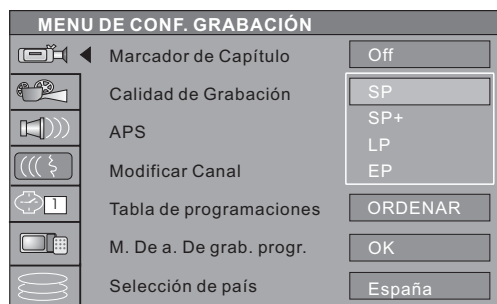 MENU DE CONF. GRABACIÓN
Marcador de Capítulo Off
Calidad de Grabación SP
SP+
APS
LP
Modificar Canal EP
Tabla de programaciones ORDENAR
1
M. De a. De grab. progr. OK
Selección de país España